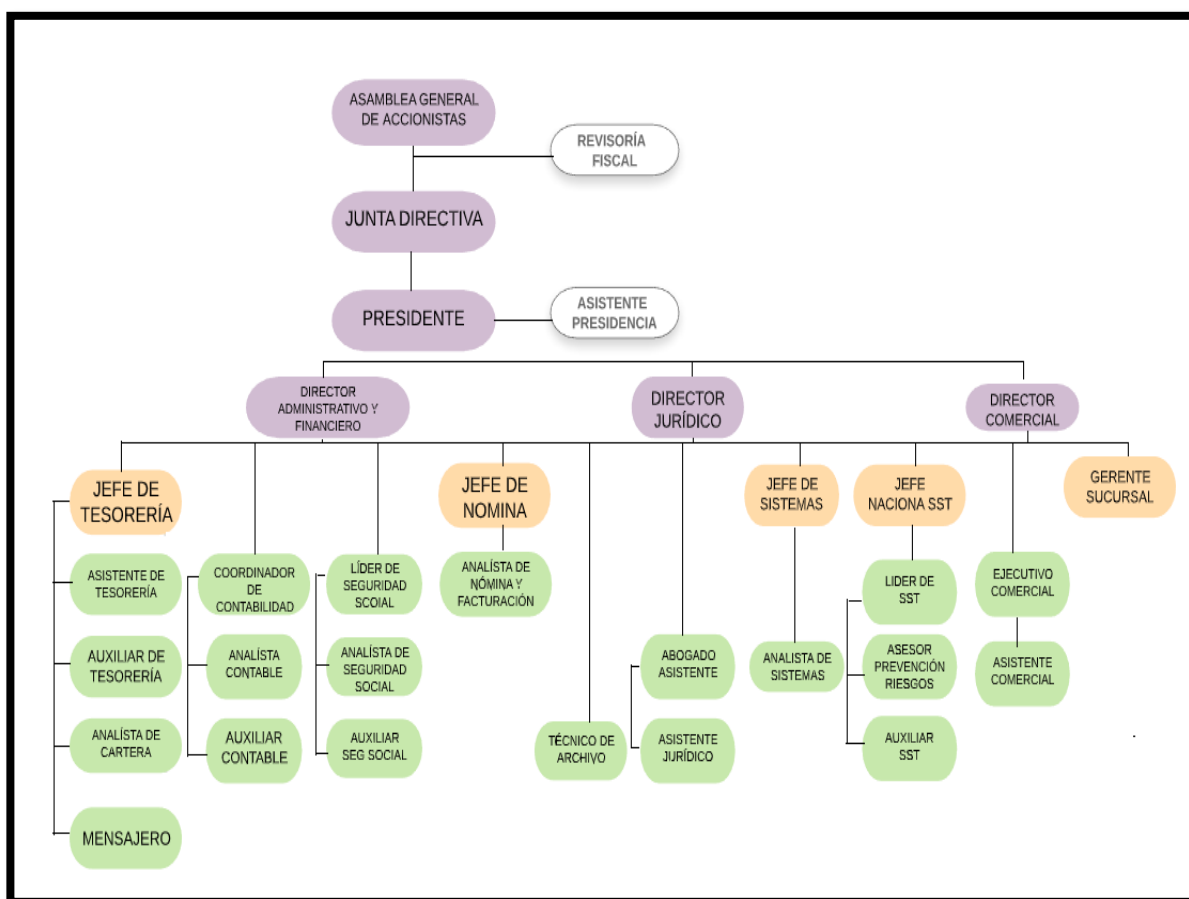 ASAMBLEA GENERAL
DE ACCIONISTAS
REVISORÍA
FISCAL
JUNTA DIRECTIVA
PRESIDENTE
ASISTENTE
PRESIDENCIA
DIRECTOR
ADMINISTRATIVO Y
FINANCIERO
DIRECTOR
JURÍDICO
DIRECTOR
COMERCIAL
JEFE DE
TESORERÍA
JEFE DE
NOMINA
JEFE DE
SISTEMAS
JEFE
NACIONA SST
GERENTE
SUCURSAL
ASISTENTE DE
TESORERÍA
COORDINADOR
DE
CONTABILIDAD
LÍDER DE
SEGURIDAD
SCOIAL
ANALÍSTA DE
NÓMINA Y
FACTURACIÓN
LIDER DE
SST
EJECUTIVO
COMERCIAL
AUXILIAR DE
TESORERÍA
ANALÍSTA
CONTABLE
ANALÍSTA DE
SEGURIDAD
SOCIAL
ABOGADO
ASISTENTE
ANALISTA DE
SISTEMAS
ASESOR
PREVENCIÓN
RIESGOS
ASISTENTE
COMERCIAL
ANALÍSTA DE
CARTERA
AUXILIAR
CONTABLE
AUXILIAR
SEG SOCIAL
TÉCNICO DE
ARCHIVO
ASISTENTE
JURÍDICO
AUXILIAR
SST
MENSAJERO